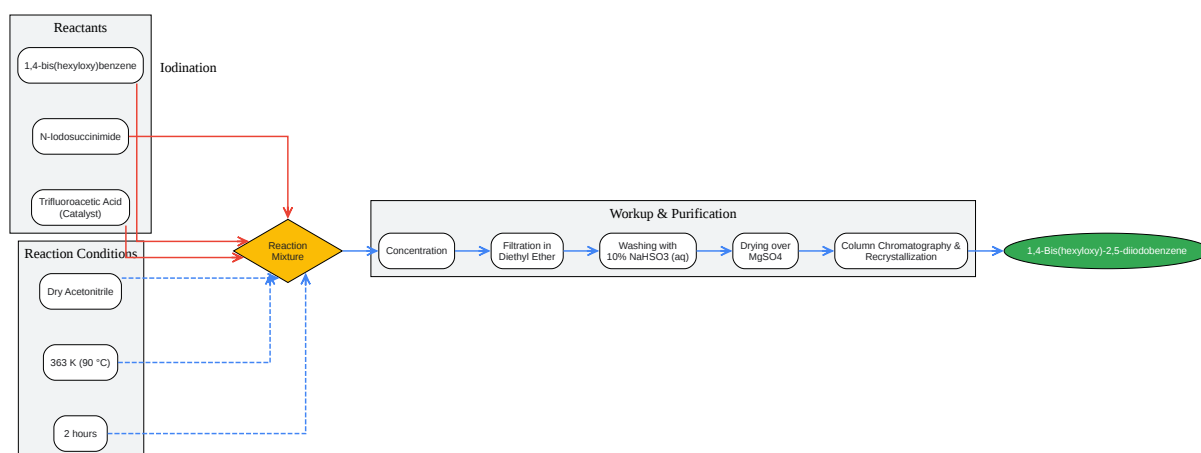 Reactants
1,4-bis(hexyloxy)benzene
Iodination
N-Iodosuccinimide
Trifluoroacetic Acid
(Catalyst)
Reaction Conditions
Dry Acetonitrile
363 K (90 °C)
2 hours
Reaction
Mixture
Workup & Purification
Concentration
Filtration in
Diethyl Ether
Washing with
10% NaHSO3 (aq)
Drying over
MgSO4
Column Chromatography &
Recrystallization
1,4-Bis(hexyloxy)-2,5-diiodobenzene